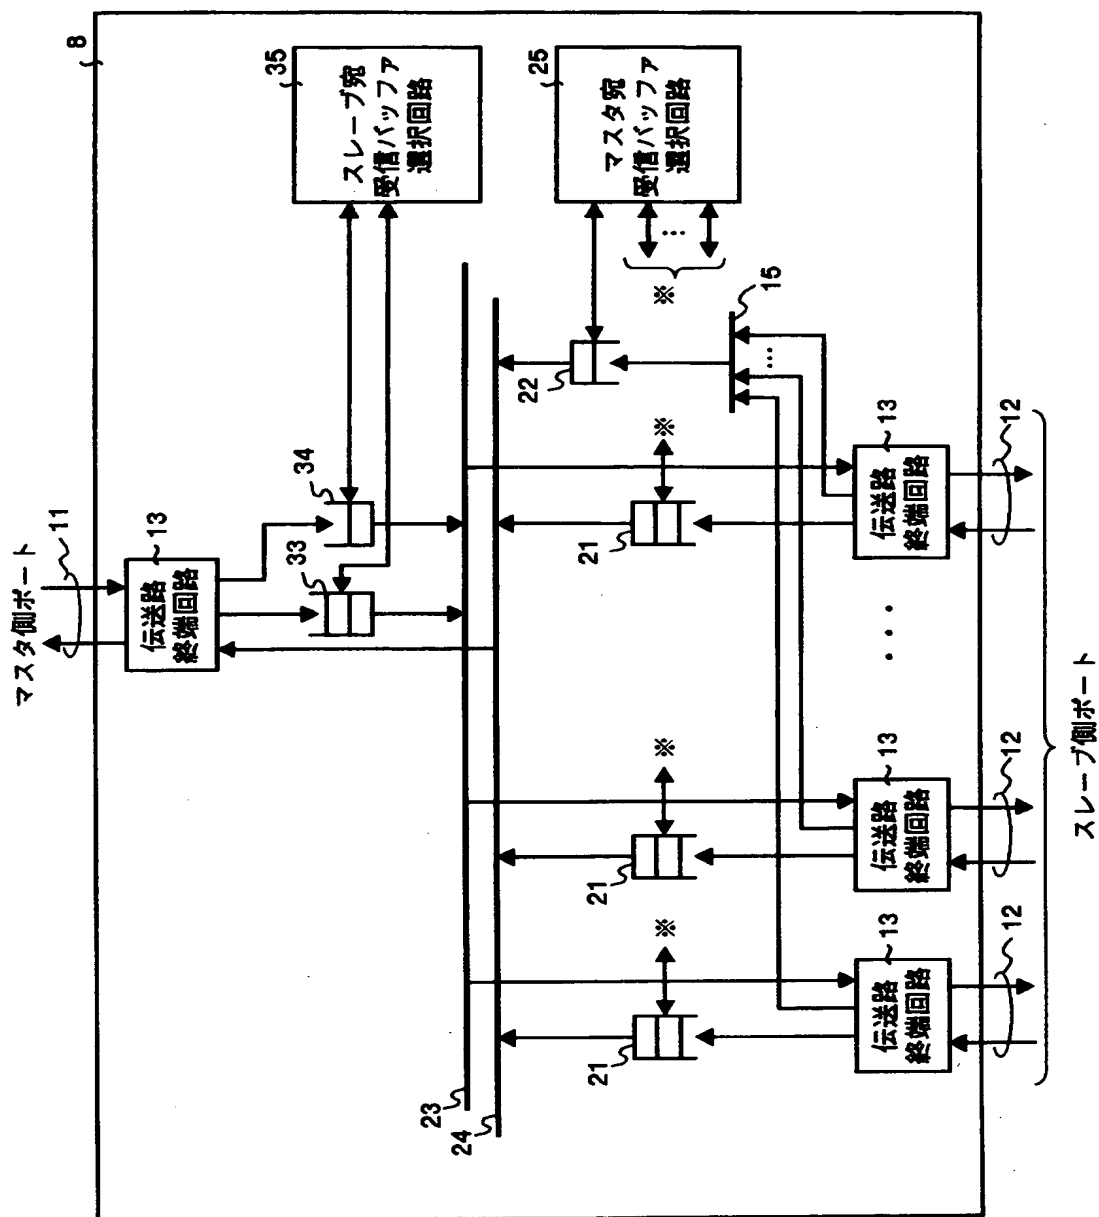 8
マスタ側ポート
11
13
伝送路
終端回路
33
34
35
スレーブ宛
受信バッファ
選択回路
23
24
25
マスタ宛
受信バッファ
選択回路
※
…
22
15
…
21
※
21
※
21
※
13
伝送路
終端回路
13
伝送路
終端回路
・・・
13
伝送路
終端回路
12
12
12
スレーブ側ポート